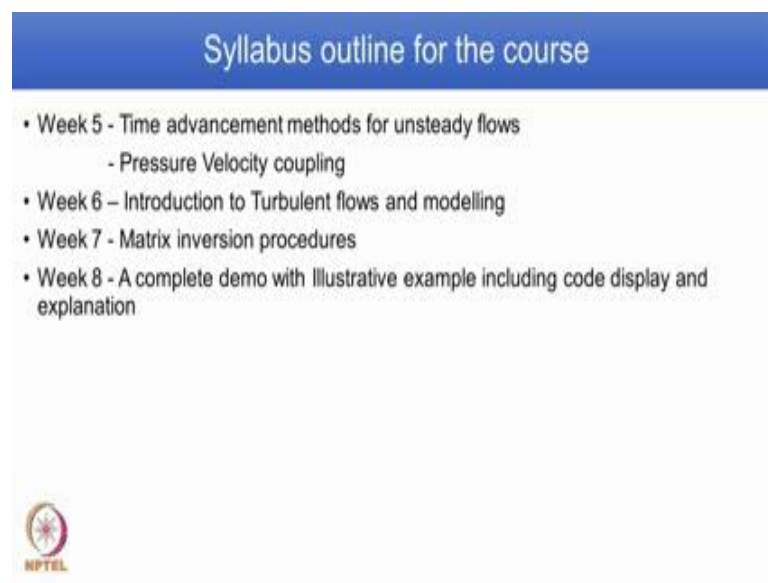 Syllabus outline for the course
• Week 5 - Time advancement methods for unsteady flows
- Pressure Velocity coupling
• Week 6 – Introduction to Turbulent flows and modelling
• Week 7 - Matrix inversion procedures
• Week 8 - A complete demo with Illustrative example including code display and
explanation
NPTEL